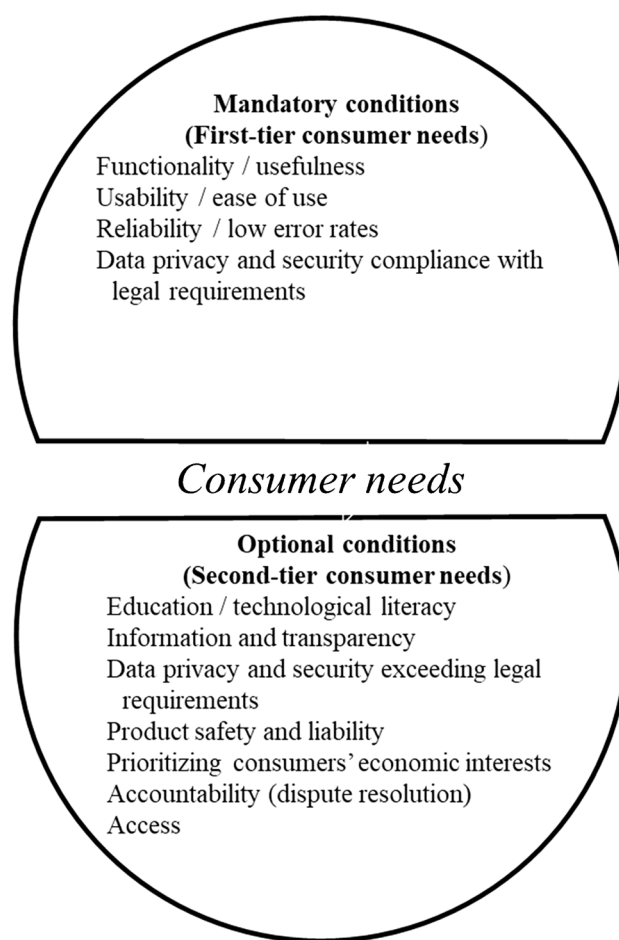 Mandatory conditions
(First-tier consumer needs)
Functionality / usefulness
Usability / ease of use
Reliability / low error rates
Data privacy and security compliance with
legal requirements
Consumer needs
Optional conditions
(Second-tier consumer needs)
Education / technological literacy
Information and transparency
Data privacy and security exceeding legal
requirements
Product safety and liability
Prioritizing consumers’ economic interests
Accountability (dispute resolution)
Access